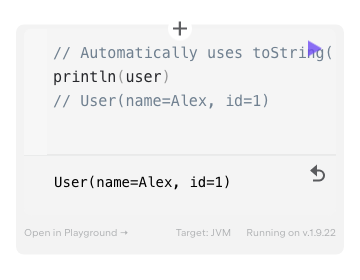 // Automatically uses toString(
println(user)
// User(name=Alex, id=1)
User(name=Alex, id=1)
Open in Playground → Target: JVM Running on v.1.9.22